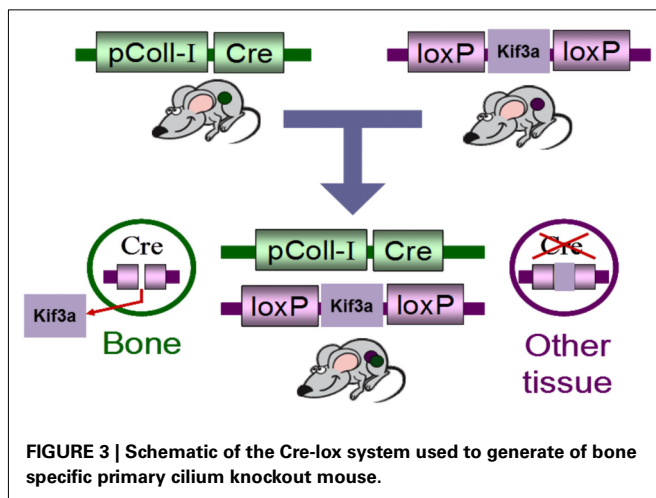 pColl-I Cre
loxP Kif3a loxP
Cre
Kif3a
Bone
pColl-I Cre
loxP Kif3a loxP
Cre
Other
tissue
FIGURE 3 | Schematic of the Cre-lox system used to generate of bone
specific primary cilium knockout mouse.